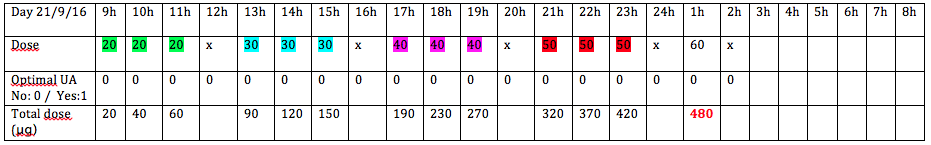 Day 21/9/16 9h 10h 11h 12h 13h 14h 15h 16h 17h 18h 19h 20h 21h 22h 23h 24h 1h 2h 3h 4h 5h 6h 7h 8h
Dose 20 20 20 x 30 30 30 x 40 40 40 x 50 50 50 x 60 x
Optimal UA 0 0 0 0 0 0 0 0 0 0 0 0 0 0 0 0 0 0
No: 0 / Yes:1
Total dose 20 40 60 90 120 150 190 230 270 320 370 420 480
(µg)